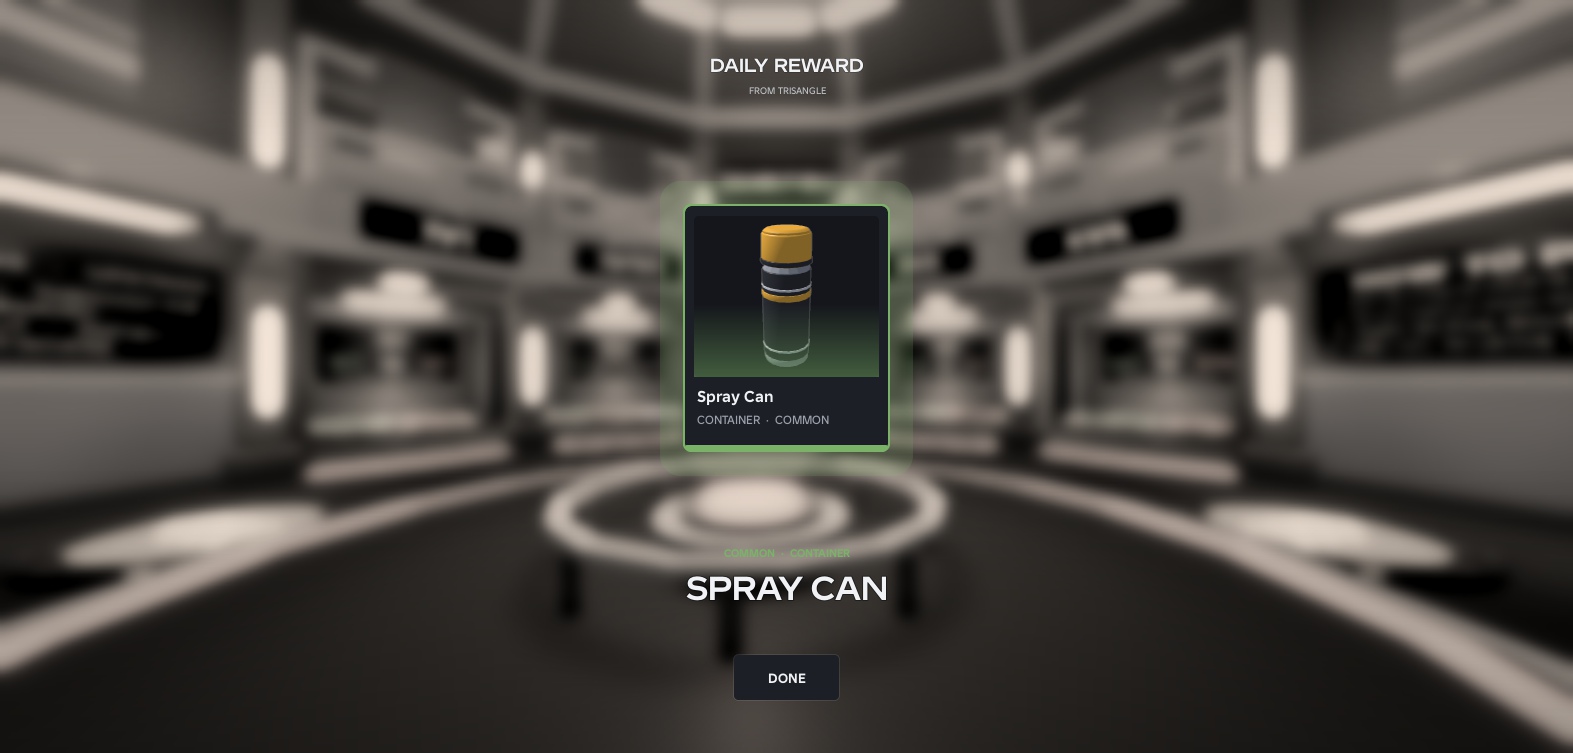 DAILY REWARD
FROM TRISANGLE
Spray Can
CONTAINER · COMMON
COMMON · CONTAINER
SPRAY CAN
DONE